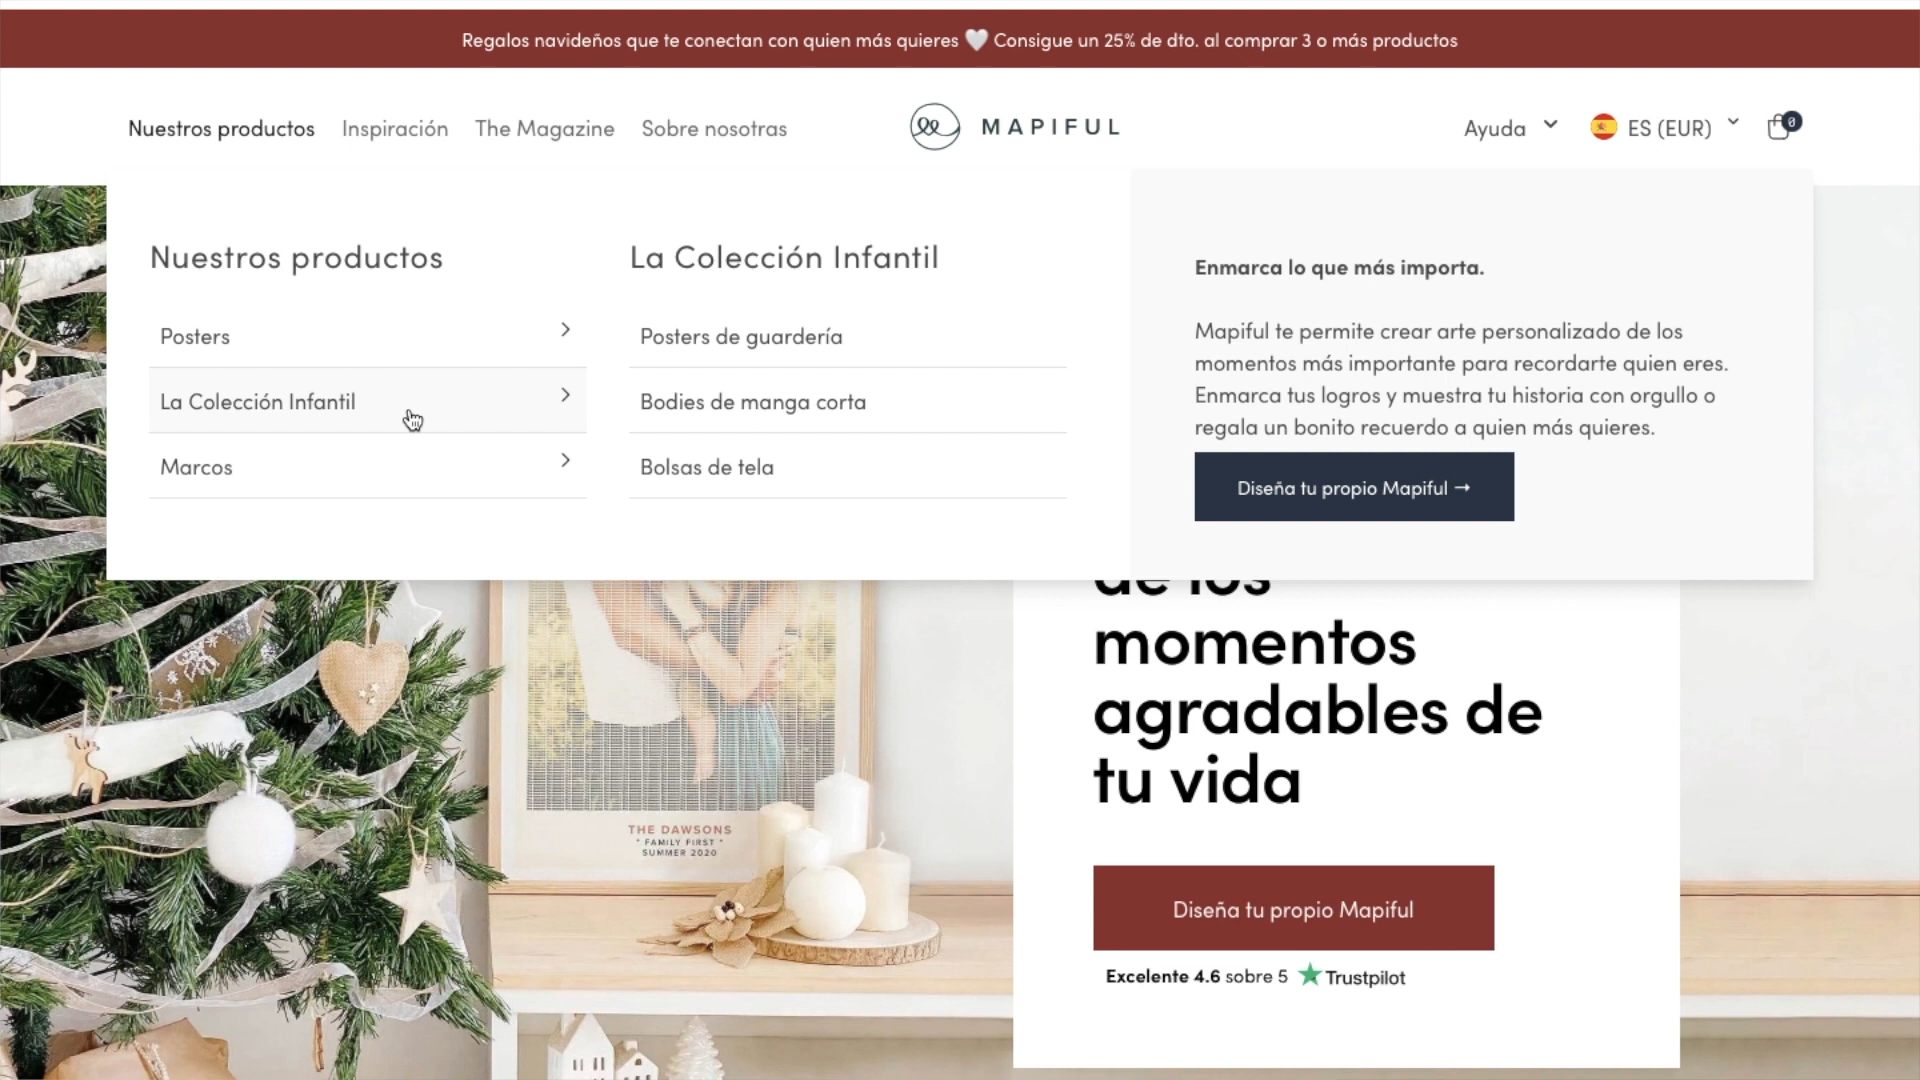 Regalos navideños que te conectan con quien más quieres 🤍 Consigue un 25% de dto. al comprar 3 o más productos
Nuestros productos
Inspiración
The Magazine
Sobre nosotras
MAPIFUL
Ayuda
ES (EUR)
0
Nuestros productos
Posters
La Colección Infantil
Marcos
La Colección Infantil
Posters de guardería
Bodies de manga corta
Bolsas de tela
Enmarca lo que más importa.
Mapiful te permite crear arte personalizado de los
momentos más importante para recordarte quien eres.
Enmarca tus logros y muestra tu historia con orgullo o
regala un bonito recuerdo a quien más quieres.
Diseña tu propio Mapiful →
de los
momentos
agradables de
tu vida
Diseña tu propio Mapiful
Excelente 4.6 sobre 5 ★ Trustpilot
THE DAWSONS
* FAMILY FIRST *
SUMMER 2020